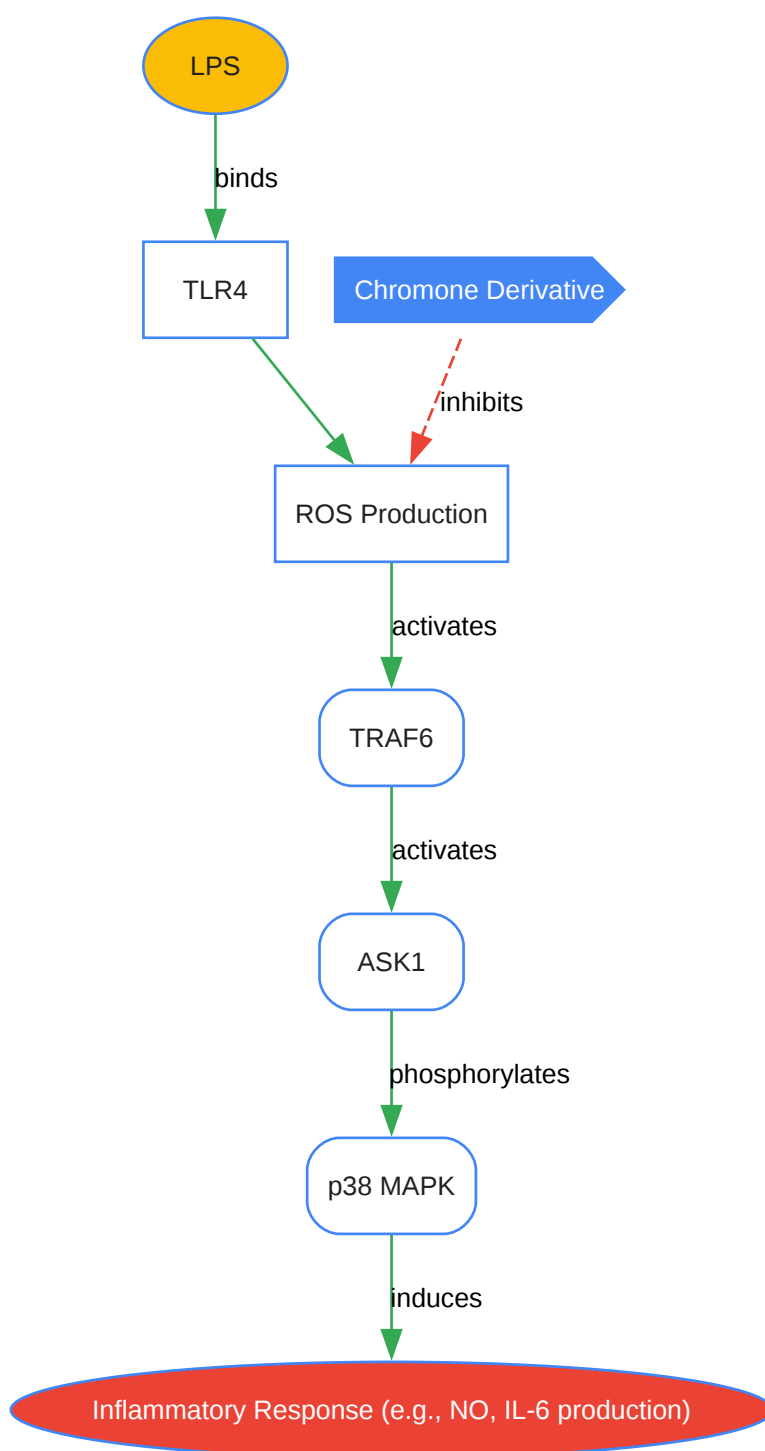 LPS
binds
TLR4
Chromone Derivative
inhibits
ROS Production
activates
TRAF6
activates
ASK1
phosphorylates
p38 MAPK
induces
Inflammatory Response (e.g., NO, IL-6 production)